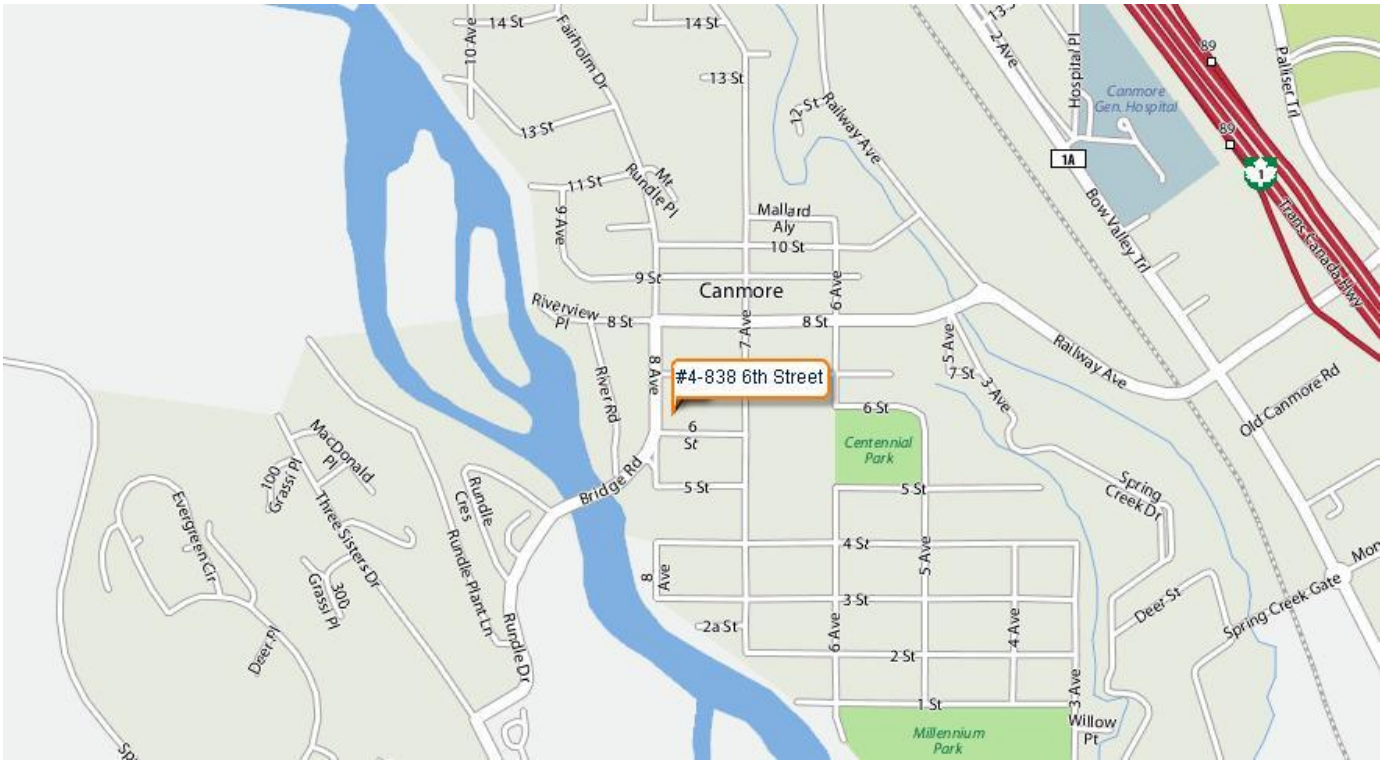 14 St
10 Ave
Fairholm Dr
14 St
13 St
2 Ave
Hospital Pl
89
Palliser Trl
13 St
12 St
Railway Ave
Canmore
Gen. Hospital
89
1A
1
Trans Canada Hwy
11 St
Mt
Rundle Pl
9 Ave
Mallard
Aly
10 St
Bow Valley Trl
9 St
Canmore
6 Ave
Riverview
Pl
8 St
7 Ave
8 St
5 Ave
Railway Ave
8 Ave
#4-838 6th Street
7 St
3 Ave
Old Canmore Rd
River Rd
6
St
6 St
Centennial
Park
MacDonald
Pl
100
Grassi Pl
Bridge Rd
5 St
5 St
Spring
Creek Dr
Rundle
Cres
Evergreen Cir
Three Sisters Dr
Rundle Plant Ln
4 St
5 Ave
8
Ave
300
Grassi Pl
3 St
Deer St
Spring Creek Gate
Mon
Rundle Dr
2a St
6 Ave
4 Ave
Deer Pl
2 St
3 Ave
1 St
Willow
Pt
Millennium
Park